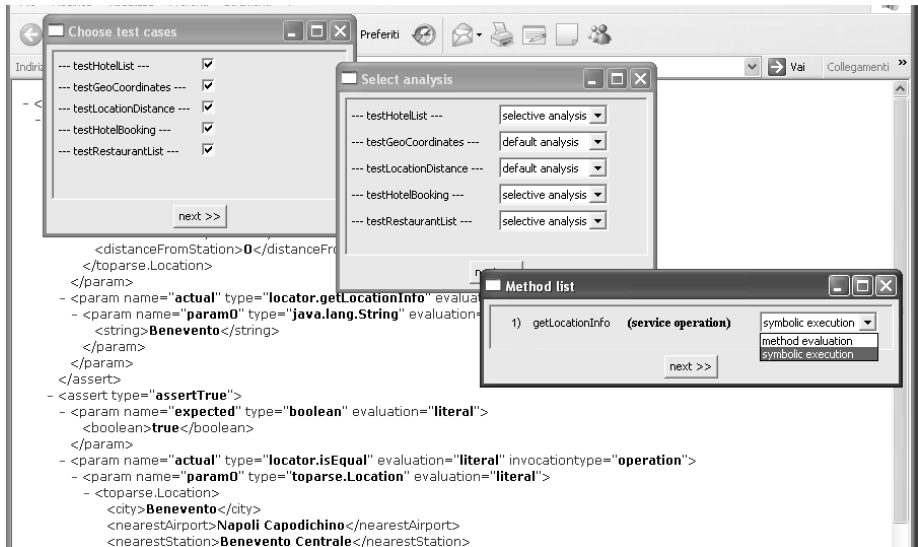 Choose test cases
--- testHotelList ---
--- testGeoCoordinates ---
--- testLocationDistance ---
--- testHotelBooking ---
--- testRestaurantList ---
next >>
Preferiti
Vai
Collegamenti »
Select analysis
--- testHotelList --- selective analysis
--- testGeoCoordinates --- default analysis
--- testLocationDistance --- default analysis
--- testHotelBooking --- selective analysis
--- testRestaurantList --- selective analysis
Method list
1) getLocationInfo (service operation) symbolic execution
method evaluation
symbolic execution
next >>
- <
-
<distanceFromStation>0</distanceFro
</toparse.Location>
</param>
- <param name="actual" type="locator.getLocationInfo" evalua
- <param name="param0" type="java.lang.String" evaluation=
<string>Benevento</string>
</param>
</param>
</assert>
- <assert type="assertTrue">
- <param name="expected" type="boolean" evaluation="literal">
<boolean>true</boolean>
</param>
- <param name="actual" type="locator.isEqual" evaluation="literal" invocationtype="operation">
- <param name="param0" type="toparse.Location" evaluation="literal">
- <toparse.Location>
<city>Benevento</city>
<nearestAirport>Napoli Capodichino</nearestAirport>
<nearestStation>Benevento Centrale</nearestStation>